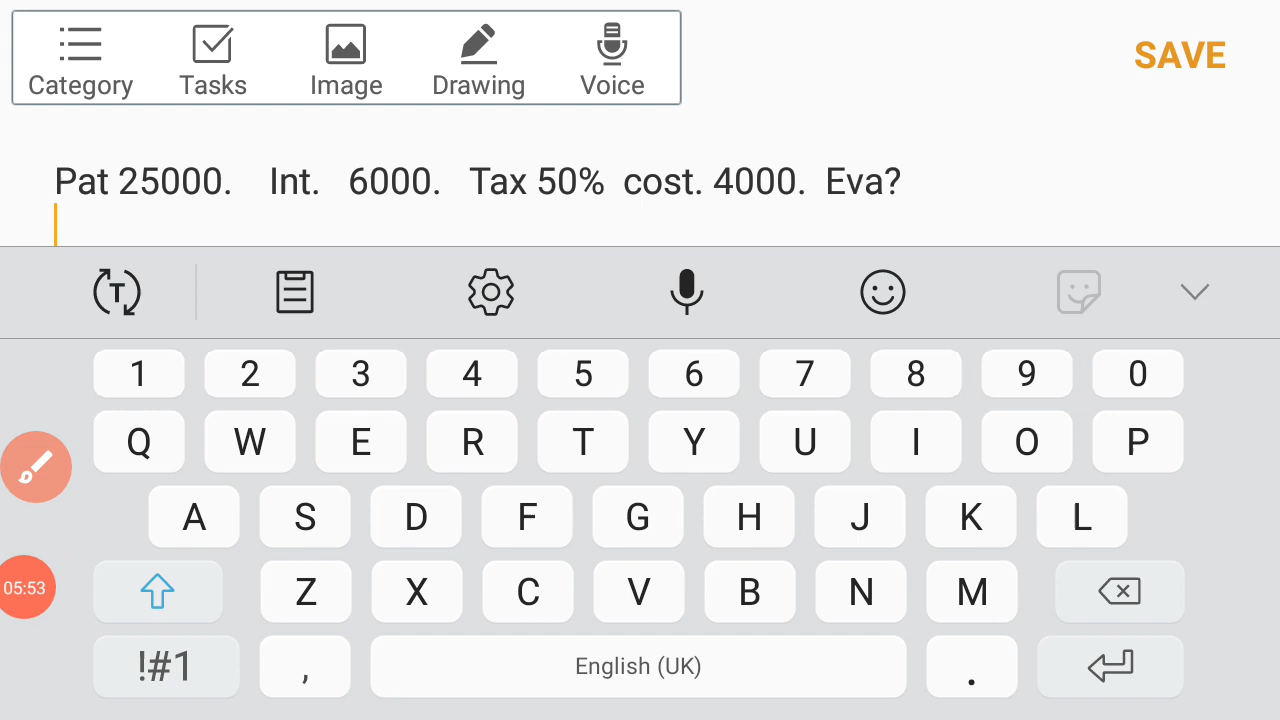 Category Tasks Image Drawing Voice
SAVE
Pat 25000. Int. 6000. Tax 50% cost. 4000. Eva?
T
1 2 3 4 5 6 7 8 9 0
Q W E R T Y U I O P
A S D F G H J K L
05:53
Z X C V B N M
!#1 , English (UK) .